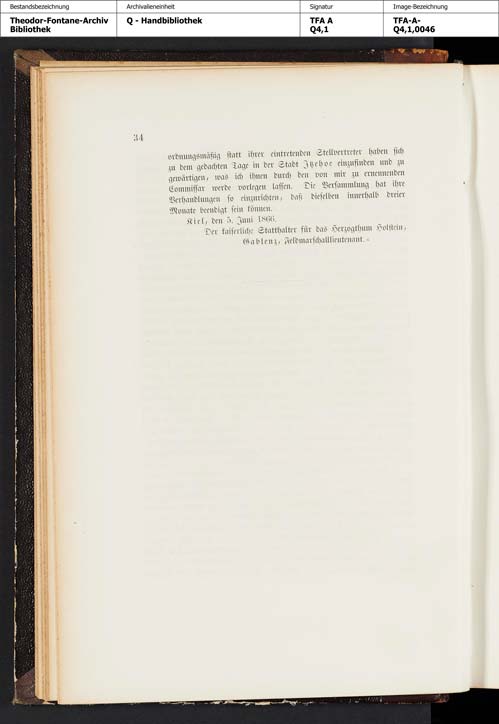 Bestandsbezeichnung Archivalieneinheit Signatur Image-Bezeichnung
Theodor-Fontane-Archiv Q - Handbibliothek TFA A TFA-A-
Bibliothek Q4,1 Q4,1,0046
34
ordnungsmäßig statt ihrer eintretenden Stellvertreter haben sich
zu dem gedachten Tage in der Stadt Itzehoe einzufinden und zu
gewärtigen, was ich ihnen durch den von mir zu ernennenden
Commissar werde vorlegen lassen. Die Versammlung hat ihre
Verhandlungen so einzurichten, daß dieselben innerhalb dreier
Monate beendigt sein können.
Kiel, den 5. Juni 1866.
Der kaiserliche Statthalter für das Herzogthum Holstein,
Gablenz, Feldmarschalllieutenant.«